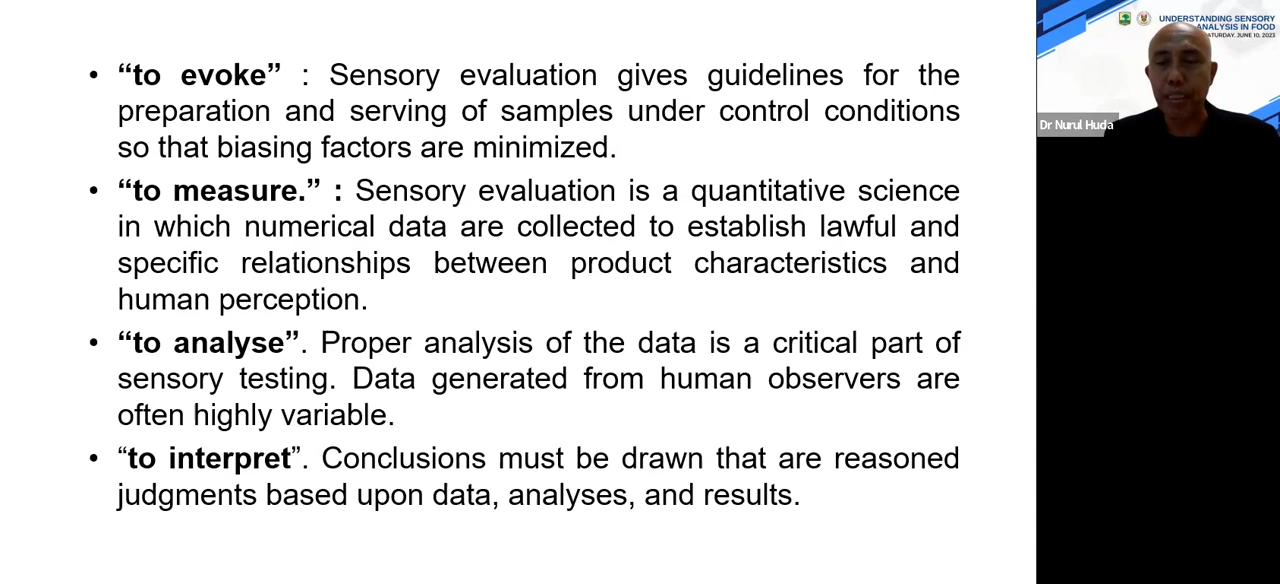 • “to evoke” : Sensory evaluation gives guidelines for the
preparation and serving of samples under control conditions
so that biasing factors are minimized.
• “to measure.” : Sensory evaluation is a quantitative science
in which numerical data are collected to establish lawful and
specific relationships between product characteristics and
human perception.
• “to analyse”. Proper analysis of the data is a critical part of
sensory testing. Data generated from human observers are
often highly variable.
• “to interpret”. Conclusions must be drawn that are reasoned
judgments based upon data, analyses, and results.
UNDERSTANDING SENSORY
ANALYSIS IN FOOD
SATURDAY. JUNE 10, 2023
Dr Nurul Huda